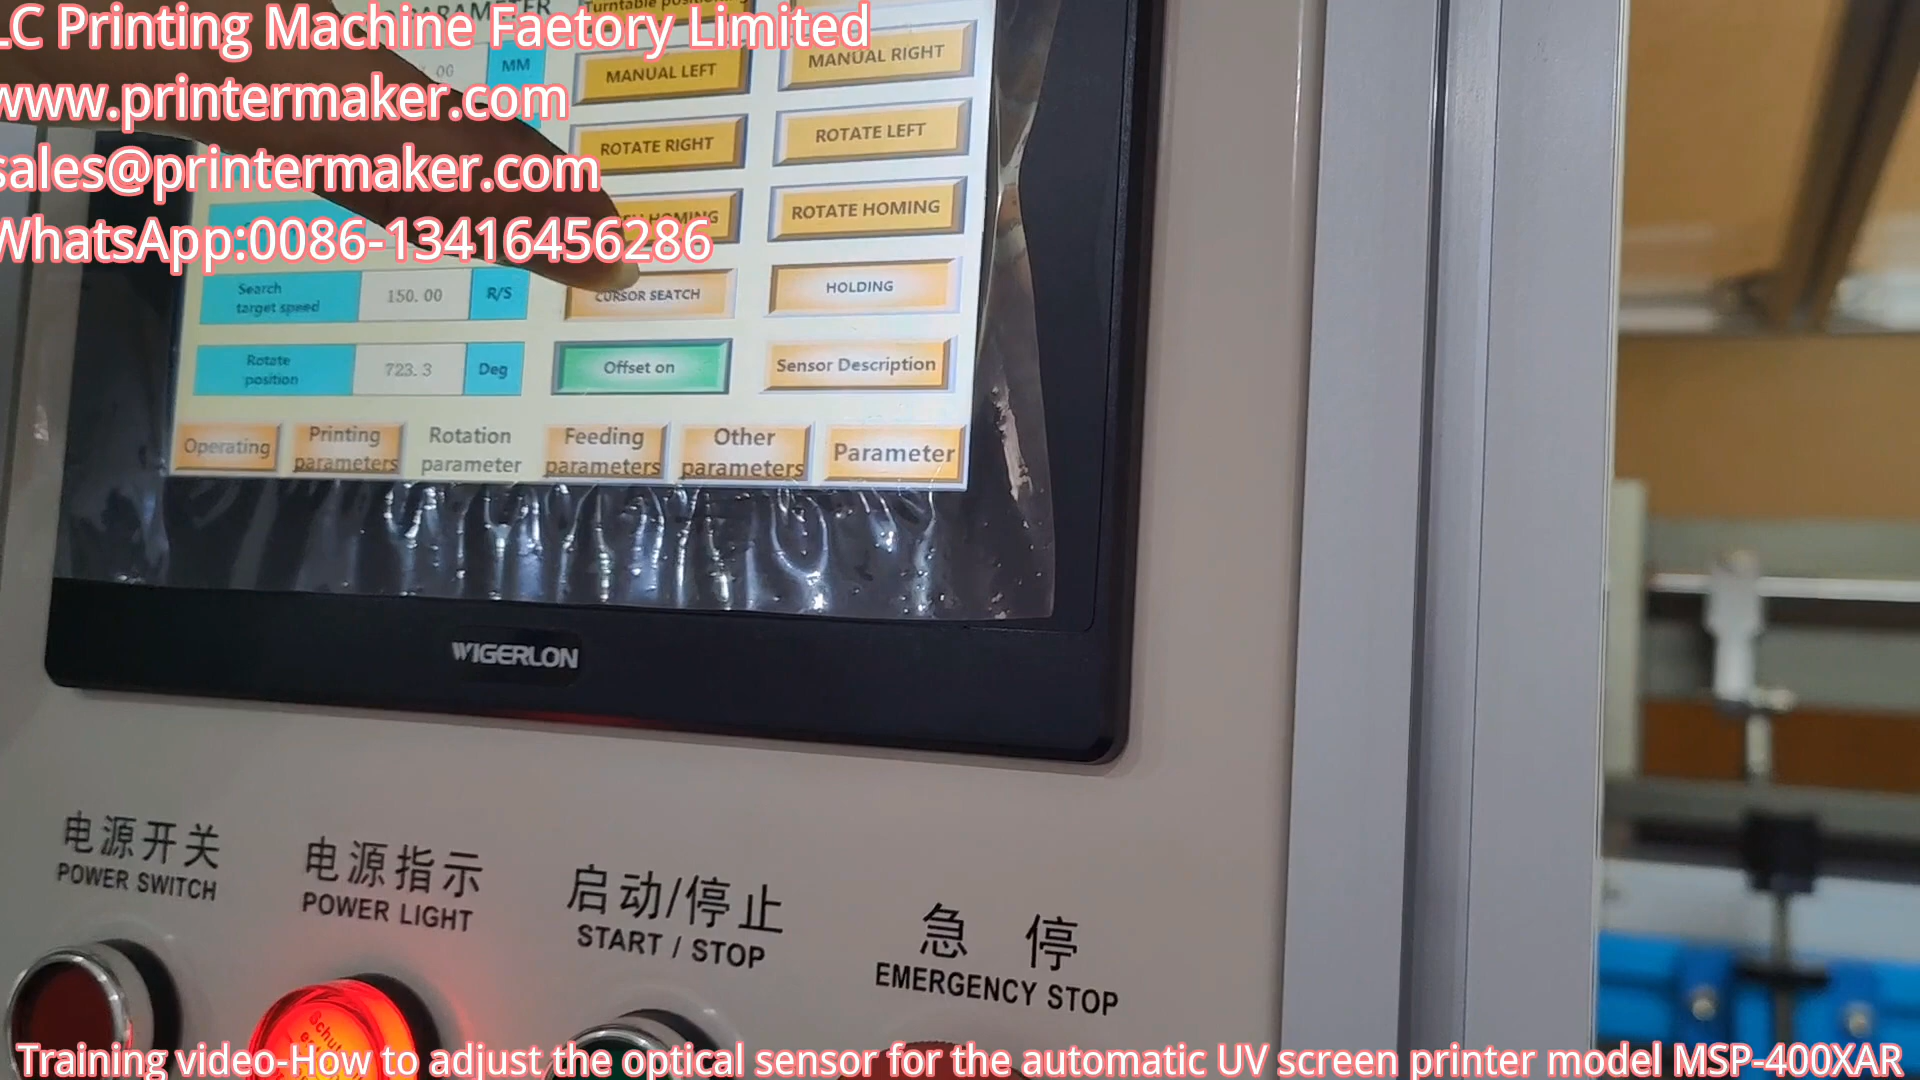 LC Printing Machine Faetory Limited
www.printermaker.com
sales@printermaker.com
WhatsApp:0086-13416456286
PARAMETER
Turntable
MM
MANUAL LEFT
MANUAL RIGHT
ROTATE RIGHT
ROTATE LEFT
HOMING
ROTATE HOMING
Search
target speed
150.00
R/S
CURSOR SEATCH
HOLDING
Rotate
position
723.3
Deg
Offset on
Sensor Description
Operating
Printing
parameters
Rotation
parameter
Feeding
parameters
Other
parameters
Parameter
WIGERLON
电源开关
POWER SWITCH
电源指示
POWER LIGHT
启动/停止
START / STOP
急 停
EMERGENCY STOP
Training video-How to adjust the optical sensor for the automatic UV screen printer model MSP-400XAR